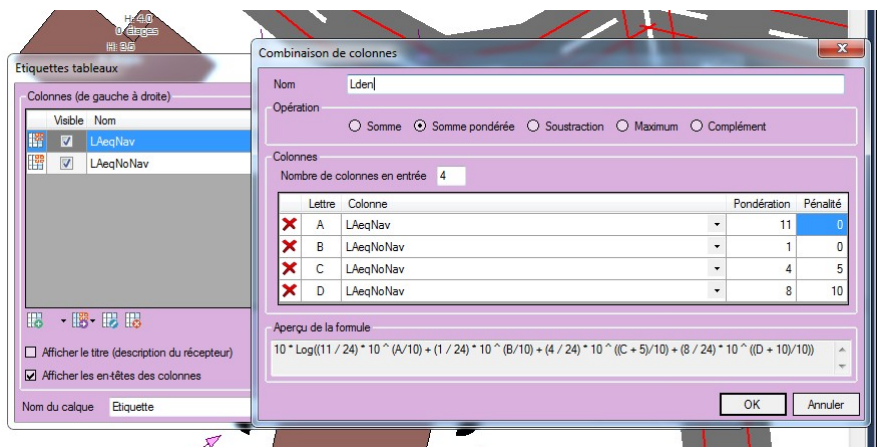 H: 4.0
0 étages
H: 3.5
Etiquettes tableaux
Colonnes (de gauche à droite)
Visible Nom
LAeqNav
LAeqNoNav
Afficher le titre (description du récepteur)
Afficher les en-têtes des colonnes
Nom du calque Etiquette
Combinaison de colonnes
Nom Lden
Opération
Somme Somme pondérée Soustraction Maximum Complément
Colonnes
Nombre de colonnes en entrée 4
Lettre Colonne Pondération Pénalité
A LAeqNav 11 0
B LAeqNoNav 1 0
C LAeqNoNav 4 5
D LAeqNoNav 8 10
Aperçu de la formule
10 * Log((11 / 24) * 10 ^ (A/10) + (1 / 24) * 10 ^ (B/10) + (4 / 24) * 10 ^ ((C + 5)/10) + (8 / 24) * 10 ^ ((D + 10)/10))
OK Annuler